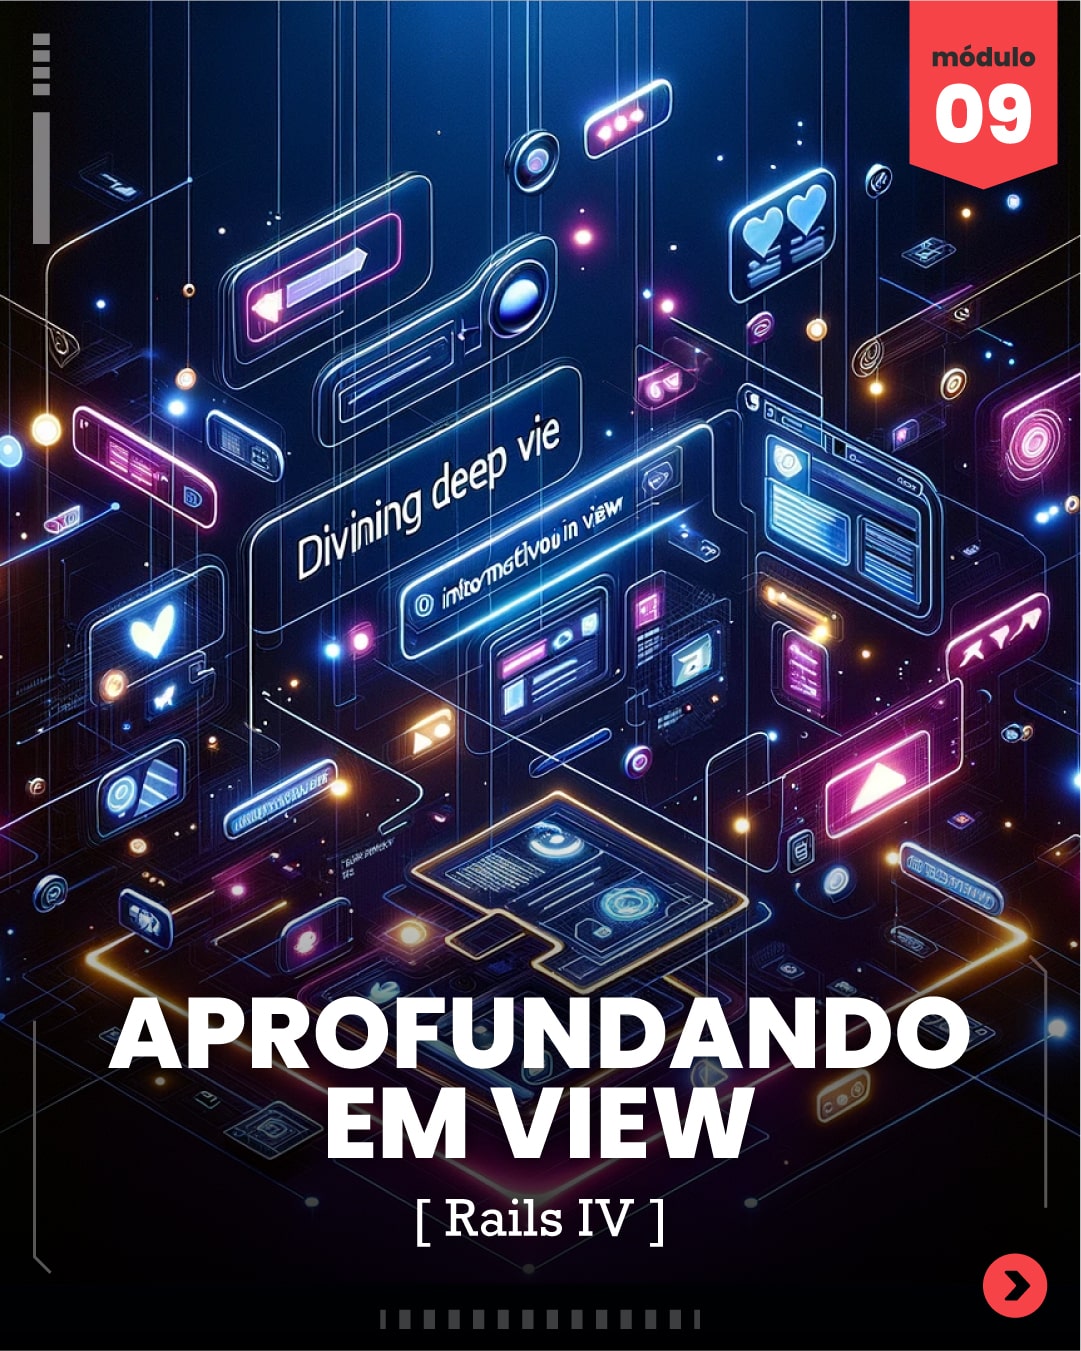 módulo
09
Divining deep vie
APROFUNDANDO
EM VIEW
[ Rails IV ]